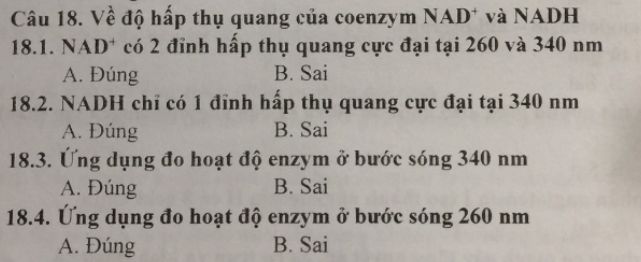 Câu 18. Về độ hấp thụ quang của coenzym NAD⁺ và NADH
18.1. NAD⁺ có 2 đỉnh hấp thụ quang cực đại tại 260 và 340 nm
A. Đúng B. Sai
18.2. NADH chỉ có 1 đỉnh hấp thụ quang cực đại tại 340 nm
A. Đúng B. Sai
18.3. Ứng dụng đo hoạt độ enzym ở bước sóng 340 nm
A. Đúng B. Sai
18.4. Ứng dụng đo hoạt độ enzym ở bước sóng 260 nm
A. Đúng B. Sai